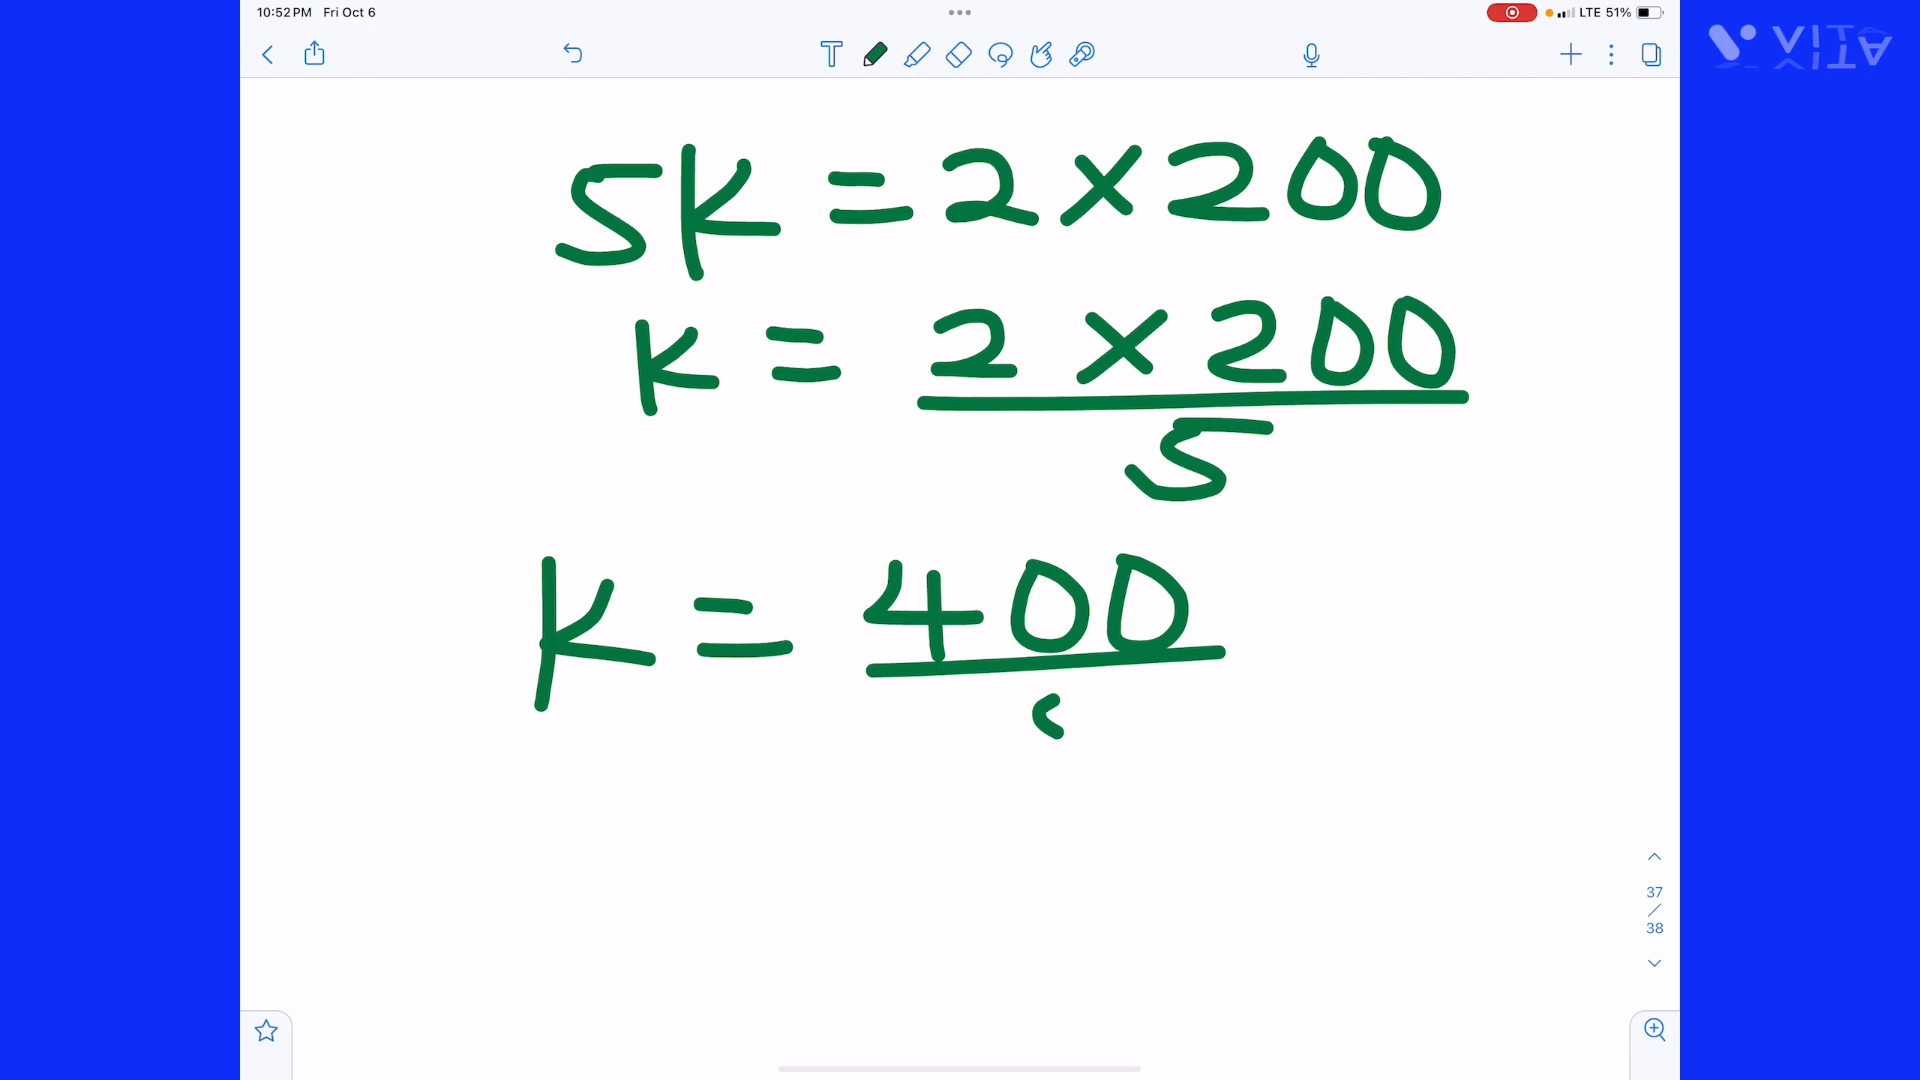 10:52 PM Fri Oct 6
LTE 51%
VITA
5K = 2 × 200
K = 2 × 200
5
K = 400
37
/
38